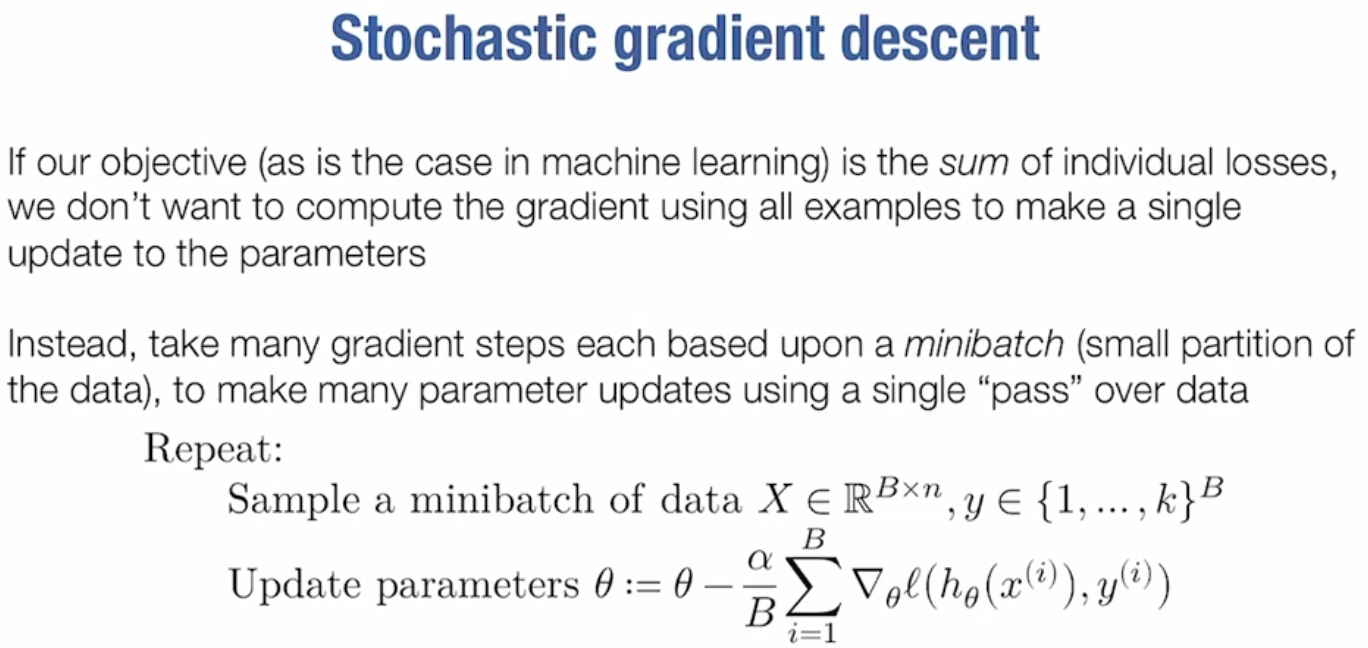 Stochastic gradient descent
If our objective (as is the case in machine learning) is the sum of individual losses,
we don't want to compute the gradient using all examples to make a single
update to the parameters
Instead, take many gradient steps each based upon a minibatch (small partition of
the data), to make many parameter updates using a single “pass” over data
Repeat:
Sample a minibatch of data $X \in \mathbb{R}^{B \times n}, y \in \{1, \ldots, k\}^B$
Update parameters $\theta := \theta - \frac{\alpha}{B} \sum_{i=1}^{B} \nabla_\theta \ell(h_\theta(x^{(i)}), y^{(i)})$